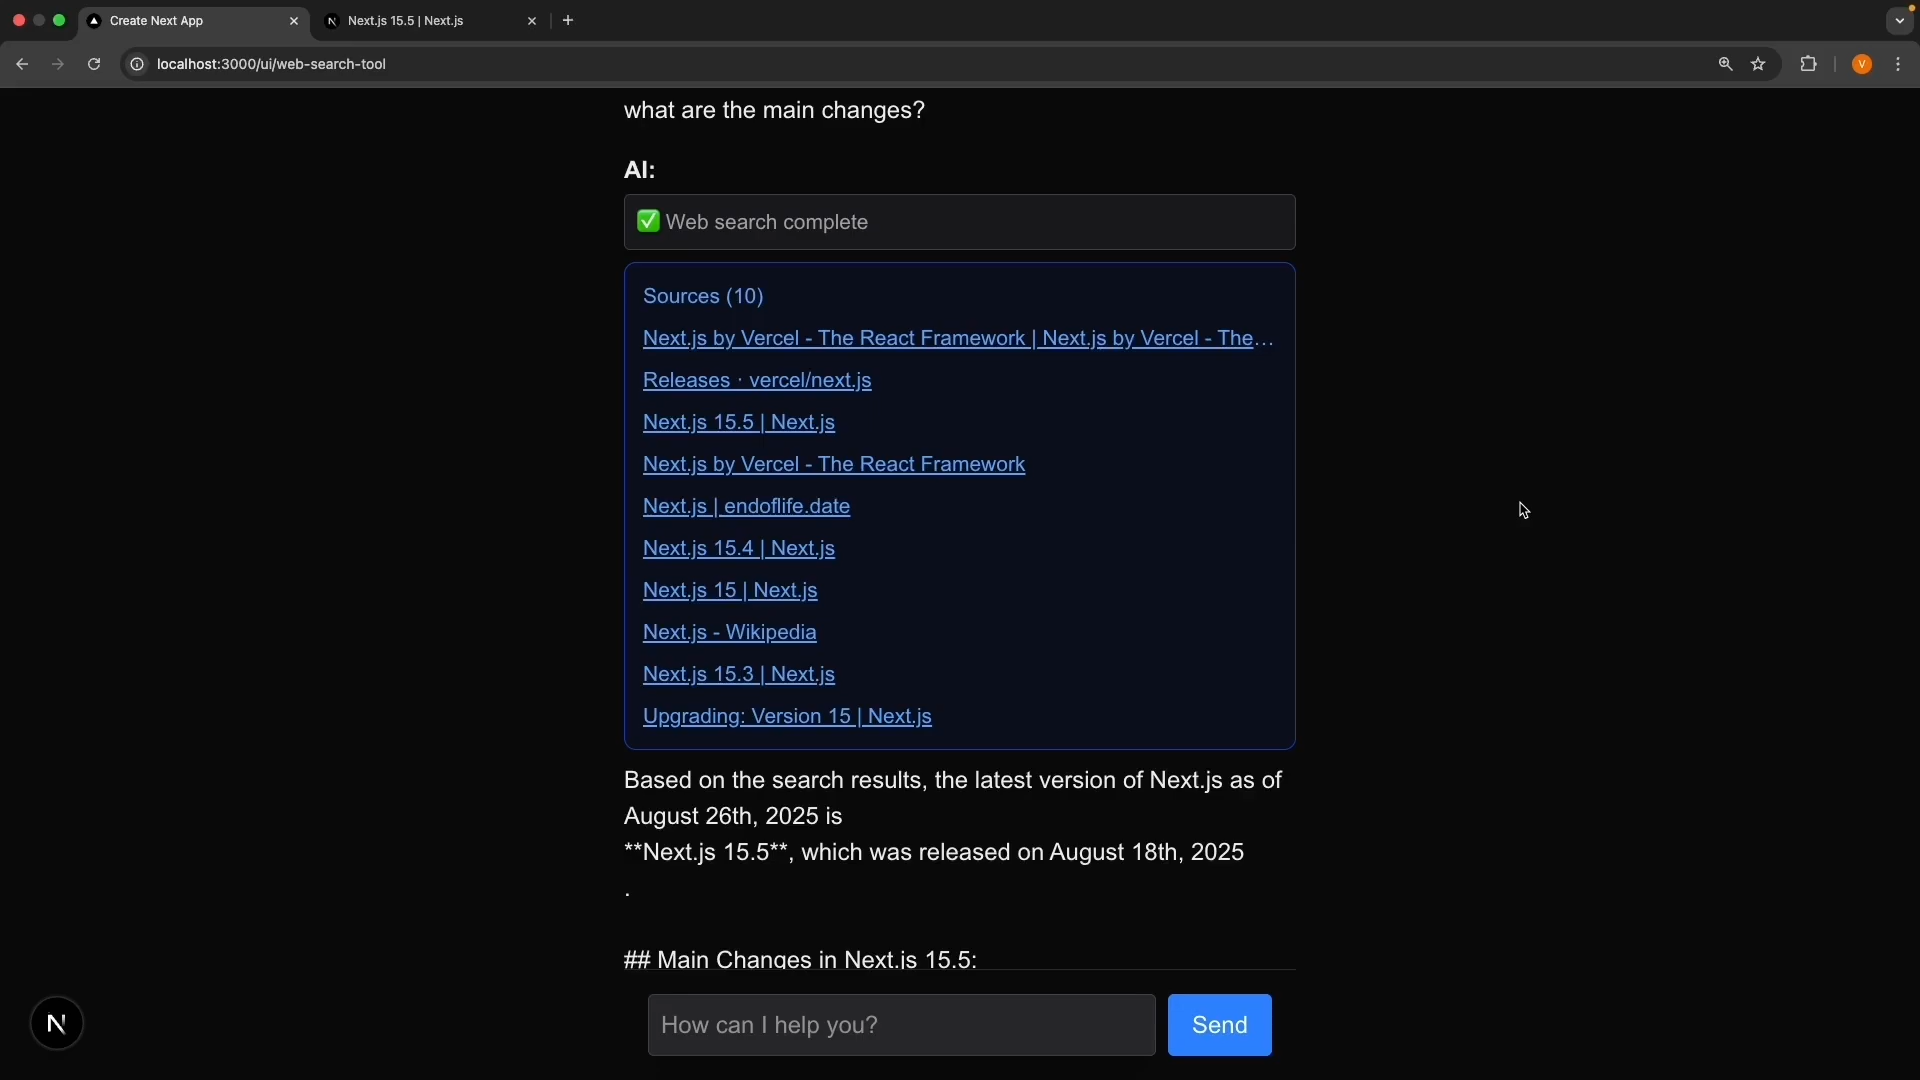 Create Next App
Next.js 15.5 | Next.js
localhost:3000/ui/web-search-tool
V
what are the main changes?
AI:
✅ Web search complete
Sources (10)
Next.js by Vercel - The React Framework | Next.js by Vercel - The…
Releases · vercel/next.js
Next.js 15.5 | Next.js
Next.js by Vercel - The React Framework
Next.js | endoflife.date
Next.js 15.4 | Next.js
Next.js 15 | Next.js
Next.js - Wikipedia
Next.js 15.3 | Next.js
Upgrading: Version 15 | Next.js
Based on the search results, the latest version of Next.js as of
August 26th, 2025 is
**Next.js 15.5**, which was released on August 18th, 2025
.
## Main Changes in Next.js 15.5:
How can I help you?
Send
N